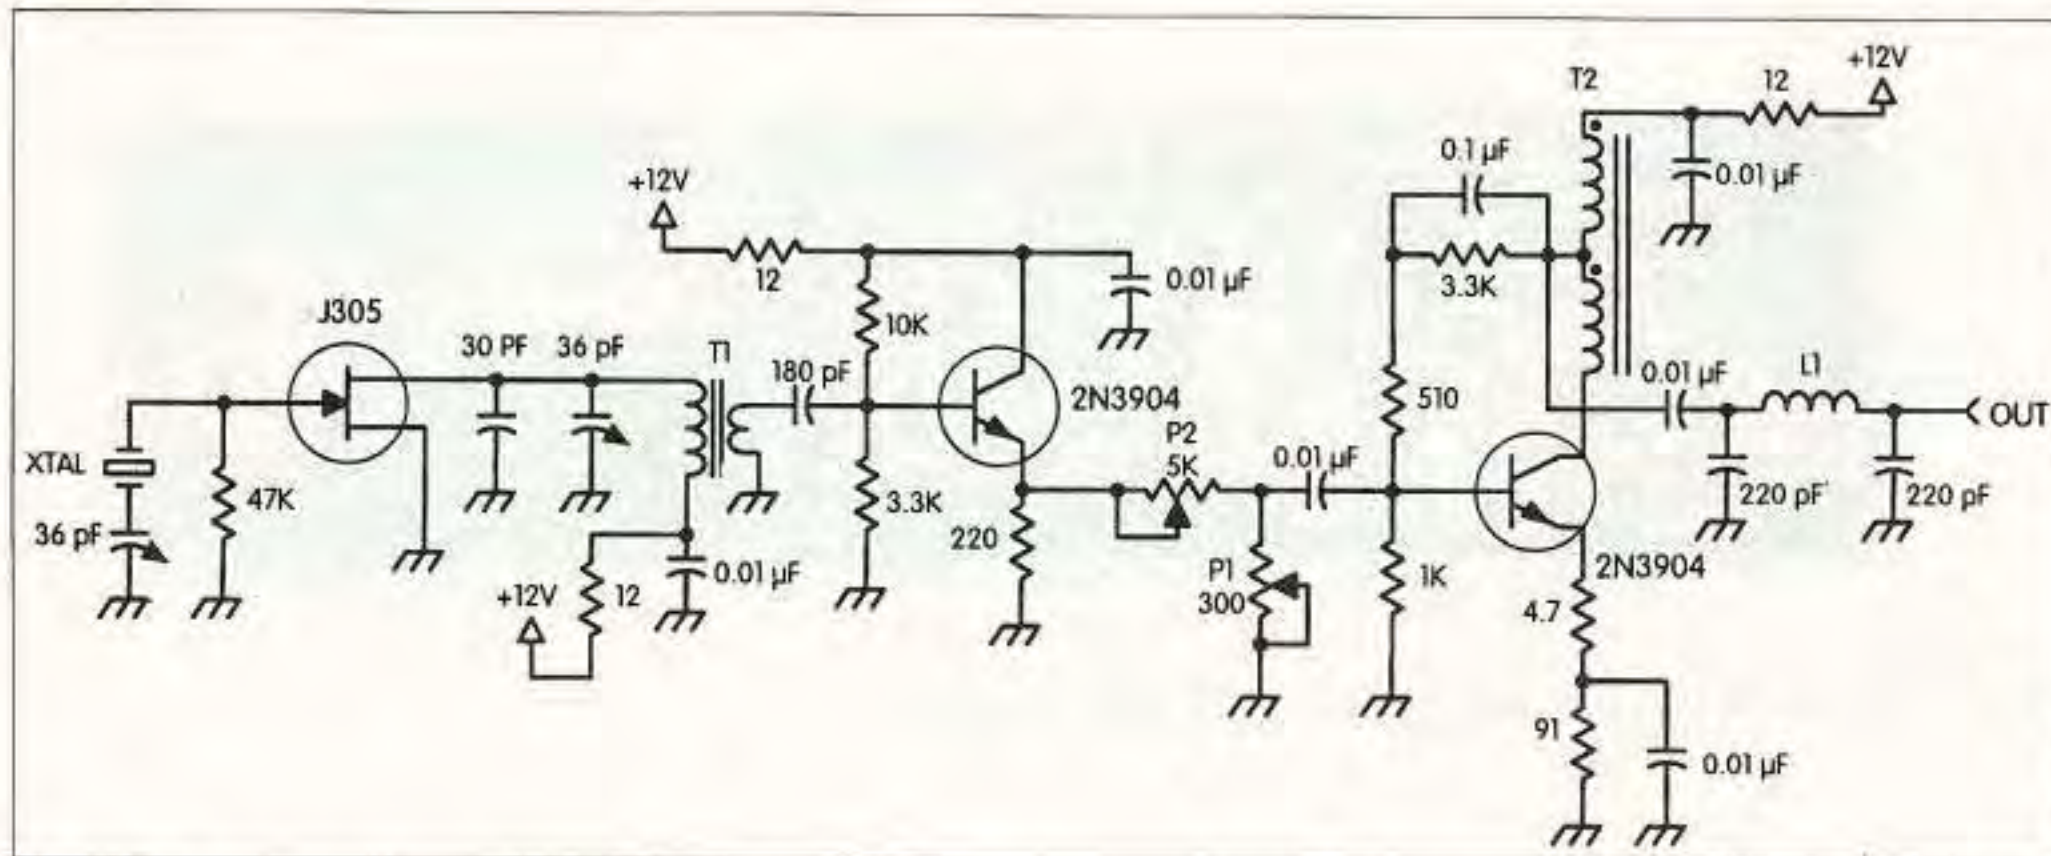 T2
+12V
12
0.1 µF
0.01 µF
+12V
3.3K
12
0.01 µF
J305
10K
30 PF
36 pF
T1
180 pF
0.01 µF
L1
2N3904
510
OUT
P2
5K
XTAL
0.01 µF
47K
3.3K
220 pF
220 pF
36 pF
220
2N3904
+12V
12
0.01 µF
P1
300
1K
4.7
91
0.01 µF